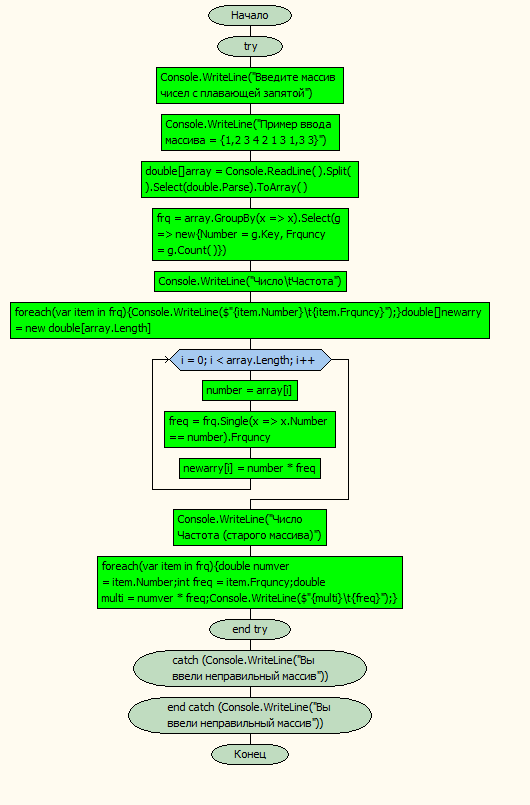 Начало
try
Console.WriteLine("Введите массив
чисел с плавающей запятой")
Console.WriteLine("Пример ввода
массива = {1,2 3 4 2 1 3 1,3 3}")
double[]array = Console.ReadLine( ).Split(
).Select(double.Parse).ToArray( )
frq = array.GroupBy(x => x).Select(g
=> new{Number = g.Key, Frquncy
= g.Count( )})
Console.WriteLine("Число\tЧастота")
foreach(var item in frq){Console.WriteLine($"{item.Number}\t{item.Frquncy}");}double[]newarry
= new double[array.Length]
i = 0; i < array.Length; i++
number = array[i]
freq = frq.Single(x => x.Number
== number).Frquncy
newarry[i] = number * freq
Console.WriteLine("Число
Частота (старого массива)")
foreach(var item in frq){double numver
= item.Number;int freq = item.Frquncy;double
multi = numver * freq;Console.WriteLine($"{multi}\t{freq}");}
end try
catch (Console.WriteLine("Вы
ввели неправильный массив"))
end catch (Console.WriteLine("Вы
ввели неправильный массив"))
Конец